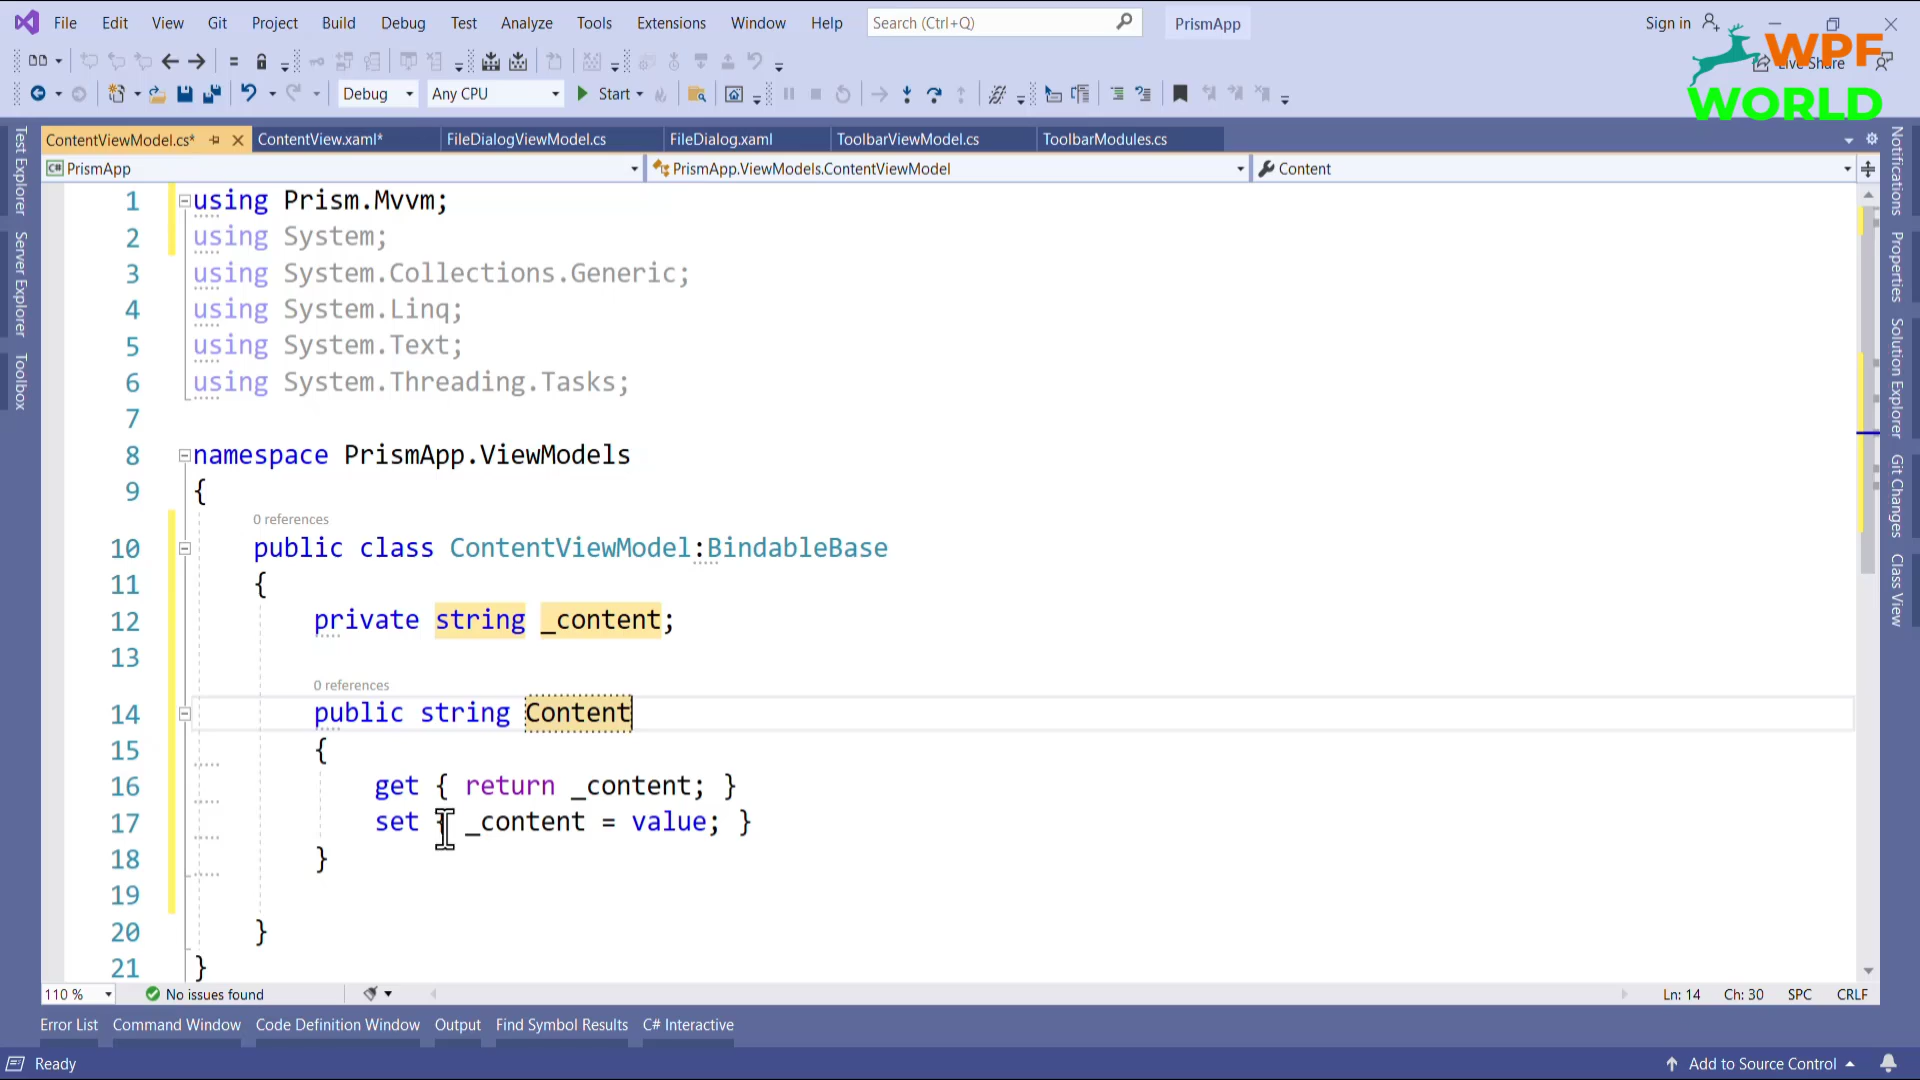 File Edit View Git Project Build Debug Test Analyze Tools Extensions Window Help Search (Ctrl+Q) PrismApp Sign in
WPF
Live Share
WORLD
Debug Any CPU Start
ContentViewModel.cs* ContentView.xaml* FileDialogViewModel.cs FileDialog.xaml ToolbarViewModel.cs ToolbarModules.cs
C# PrismApp PrismApp.ViewModels.ContentViewModel Content
Test Explorer
Server Explorer
Toolbox
1 using Prism.Mvvm;
2 using System;
3 using System.Collections.Generic;
4 using System.Linq;
5 using System.Text;
6 using System.Threading.Tasks;
7
8 namespace PrismApp.ViewModels
9 {
0 references
10 public class ContentViewModel:BindableBase
11 {
12 private string _content;
13
0 references
14 public string Content
15 {
16 get { return _content; }
17 set { _content = value; }
18 }
19
20 }
21 }
Notifications
Properties
Solution Explorer
Git Changes
Class View
110 % No issues found Ln: 14 Ch: 30 SPC CRLF
Error List Command Window Code Definition Window Output Find Symbol Results C# Interactive
Ready Add to Source Control